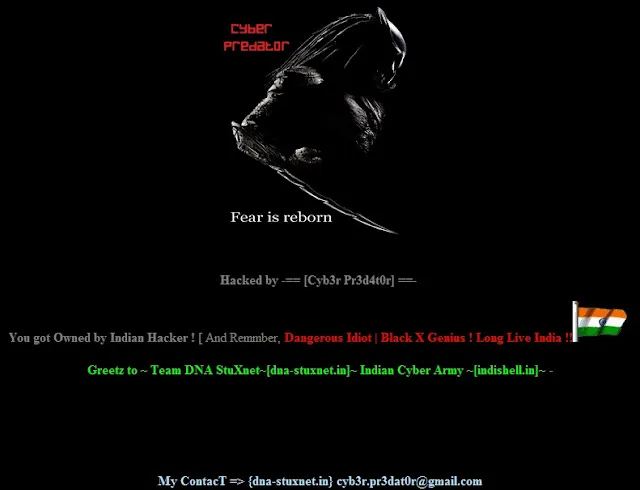 Cyber
Predator
Fear is reborn
Hacked by -== [Cyb3r Pr3d4t0r] ==-
You got Owned by Indian Hacker ! [ And Remmber, Dangerous Idiot | Black X Genius ! Long Live India !!
Greetz to ~ Team DNA StuXnet~[dna-stuxnet.in]~ Indian Cyber Army ~[indishell.in]~ -
My ContacT => {dna-stuxnet.in} cyb3r.pr3dat0r@gmail.com